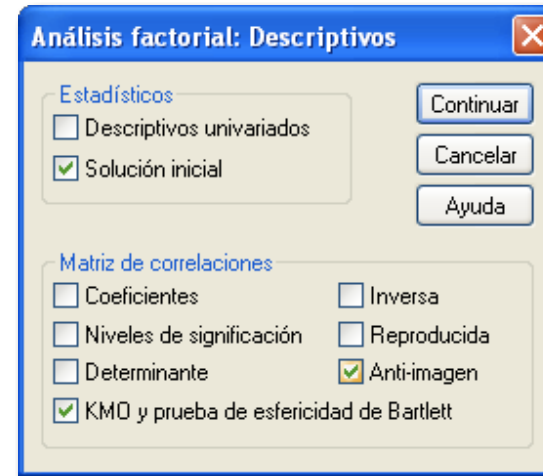 Análisis factorial: Descriptivos
Estadísticos
Descriptivos univariados
Solución inicial
Continuar
Cancelar
Ayuda
Matriz de correlaciones
Coeficientes
Inversa
Niveles de significación
Reproducida
Determinante
Anti-imagen
KMO y prueba de esfericidad de Bartlett